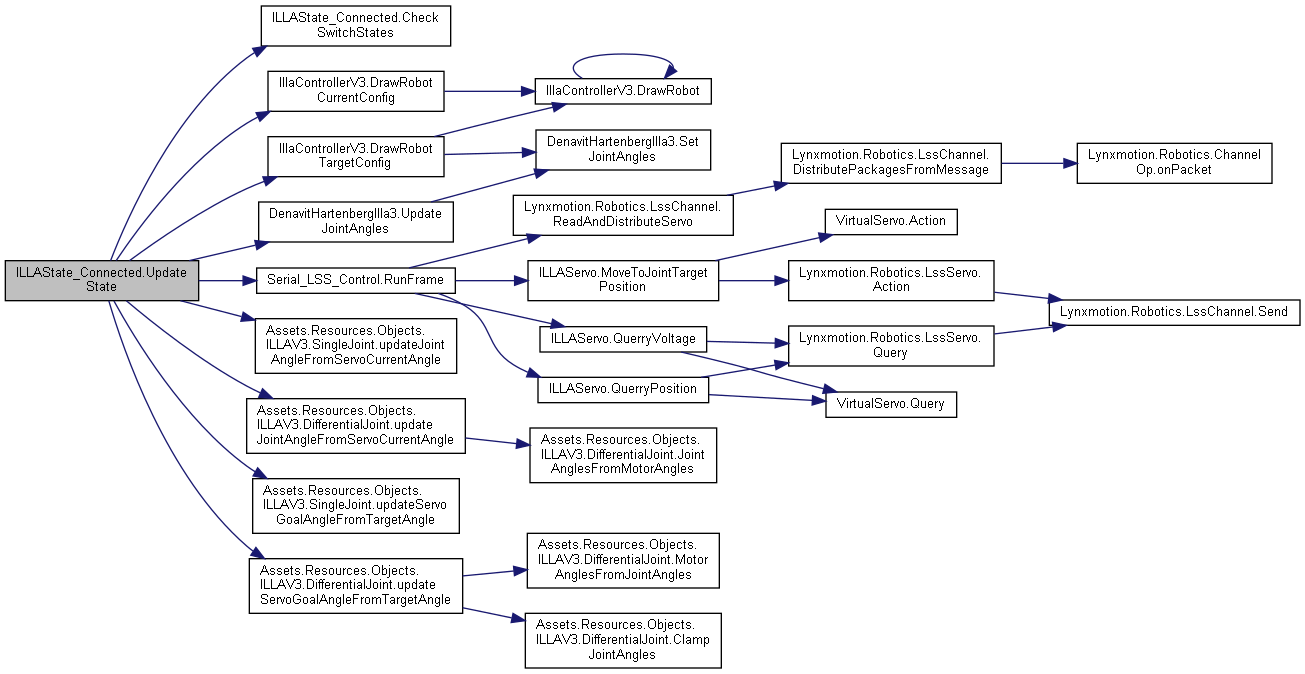 ILLAState_Connected.Update
State
ILLAState_Connected.Check
SwitchStates
IllaControllerV3.DrawRobot
CurrentConfig
IllaControllerV3.DrawRobot
TargetConfig
DenavitHartenbergIlla3.Update
JointAngles
Serial_LSS_Control.RunFrame
Assets.Resources.Objects.
ILLAV3.SingleJoint.updateJoint
AngleFromServoCurrentAngle
Assets.Resources.Objects.
ILLAV3.DifferentialJoint.update
JointAngleFromServoCurrentAngle
Assets.Resources.Objects.
ILLAV3.SingleJoint.updateServo
GoalAngleFromTargetAngle
Assets.Resources.Objects.
ILLAV3.DifferentialJoint.update
ServoGoalAngleFromTargetAngle
IllaControllerV3.DrawRobot
DenavitHartenbergIlla3.Set
JointAngles
Lynxmotion.Robotics.LssChannel.
ReadAndDistributeServo
ILLAServo.MoveToJointTarget
Position
ILLAServo.QuerryVoltage
ILLAServo.QuerryPosition
Assets.Resources.Objects.
ILLAV3.DifferentialJoint.Joint
AnglesFromMotorAngles
Assets.Resources.Objects.
ILLAV3.DifferentialJoint.Motor
AnglesFromJointAngles
Assets.Resources.Objects.
ILLAV3.DifferentialJoint.Clamp
JointAngles
Lynxmotion.Robotics.LssChannel.
DistributePackagesFromMessage
VirtualServo.Action
Lynxmotion.Robotics.LssServo.
Action
Lynxmotion.Robotics.LssServo.
Query
VirtualServo.Query
Lynxmotion.Robotics.Channel
Op.onPacket
Lynxmotion.Robotics.LssChannel.Send